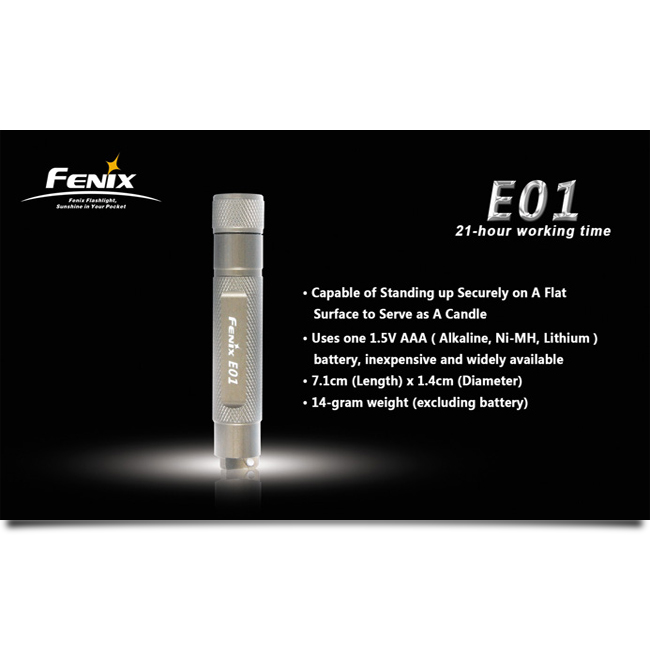 FENIX
Fenix Flashlight,
Sunshine in Your Pocket
E01
21-hour working time
• Capable of Standing up Securely on A Flat
Surface to Serve as A Candle
• Uses one 1.5V AAA ( Alkaline, Ni-MH, Lithium )
battery, inexpensive and widely available
• 7.1cm (Length) x 1.4cm (Diameter)
• 14-gram weight (excluding battery)
FENIX E01